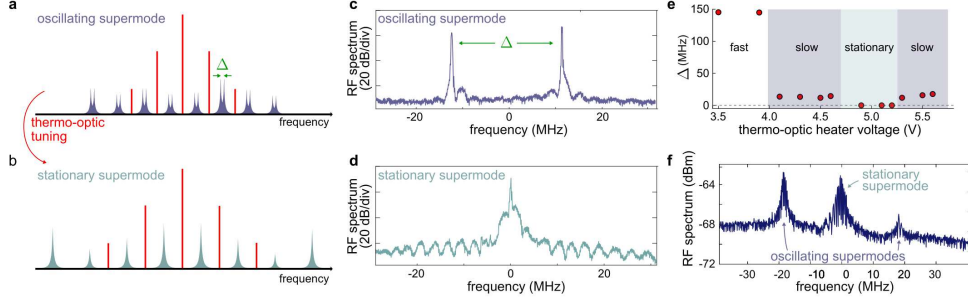 a
oscillating supermode
Δ
frequency
thermo-optic
tuning
b
stationary supermode
frequency
c
oscillating supermode
Δ
RF spectrum
(20 dB/div)
-20 0 20
frequency (MHz)
d
stationary supermode
RF spectrum
(20 dB/div)
-20 0 20
frequency (MHz)
e
Δ (MHz)
150
100
50
0
fast slow stationary slow
3.5 4.0 4.5 5.0 5.5
thermo-optic heater voltage (V)
f
RF spectrum (dBm)
-64
-68
-72
stationary
supermode
oscillating supermodes
-30 -20 -10 0 10 20 30
frequency (MHz)